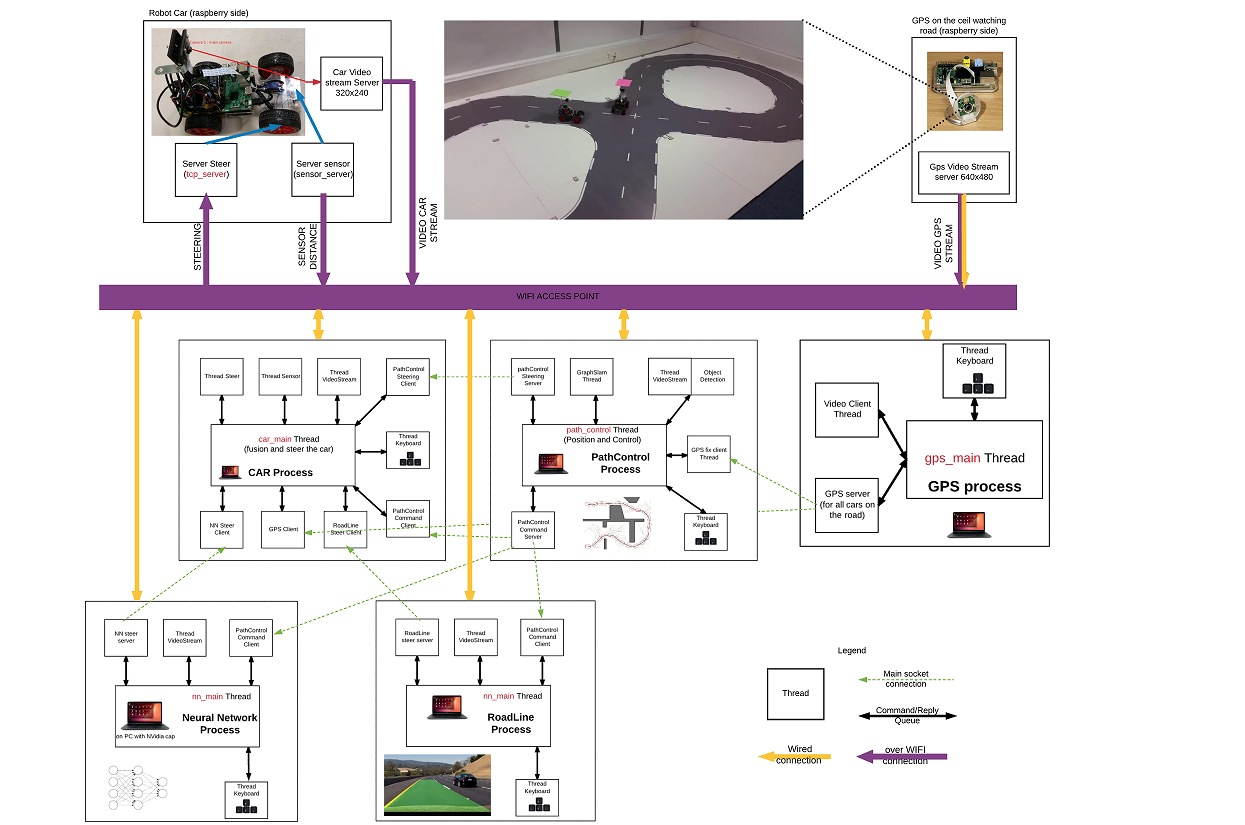 Robot Car (raspberry side)
Camera 1 : main camera
Car Video
stream Server
320x240
Server Steer
(tcp_server)
Server sensor
(sensor_server)
GPS on the ceil watching
road (raspberry side)
Gps Video Stream
server 640x480
STEERING
SENSOR
DISTANCE
VIDEO CAR
STREAM
VIDEO GPS
STREAM
WIFI ACCESS POINT
Thread Steer
Thread Sensor
Thread
VideoStream
PathControl
Steering
Client
car_main Thread
(fusion and steer the car)
CAR Process
Thread
Keyboard
NN Steer
Client
GPS Client
RoadLine
Steer Client
PathControl
Command
Client
pathControl
Steering
Server
GraphSlam
Thread
Thread
VideoStream
Object
Detection
path_control Thread
(Position and Control)
PathControl
Process
GPS fix client
Thread
PathControl
Command
Server
Thread
Keyboard
Thread
Keyboard
Video Client
Thread
gps_main Thread
GPS process
GPS server
(for all cars on
the road)
NN steer
server
Thread
VideoStream
PathControl
Command
Client
nn_main Thread
Neural Network
Process
on PC with NVidia cap
Thread
Keyboard
RoadLine
steer server
Thread
VideoStream
PathControl
Command
Client
nn_main Thread
RoadLine
Process
Thread
Keyboard
Legend
Thread
Main socket
connection
Command/Reply
Queue
Wired
connection
over WIFI
connection